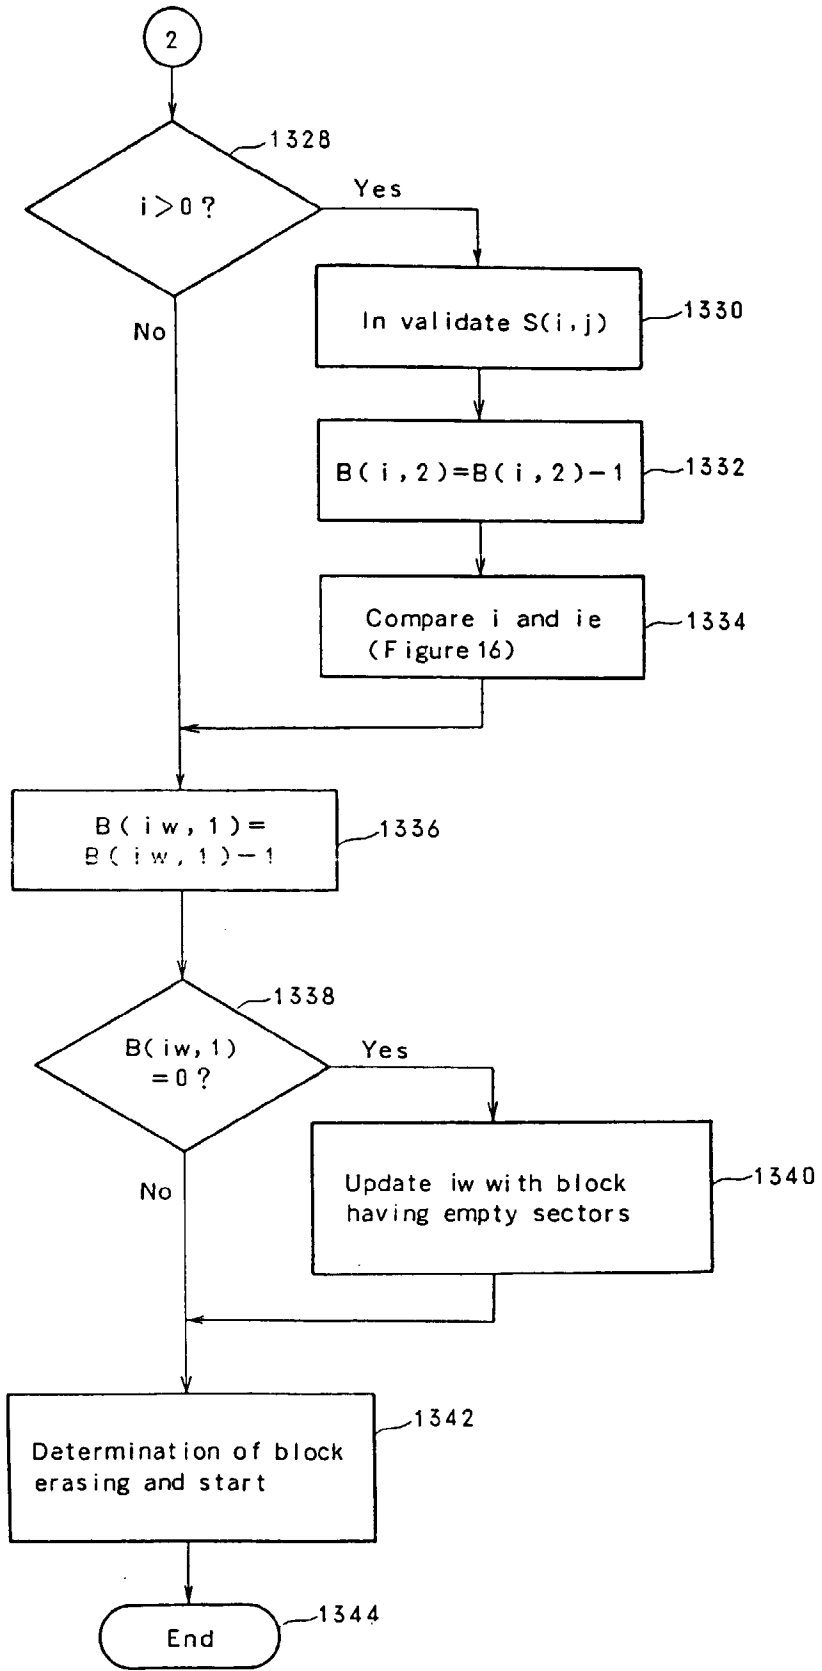 2
1328
i>0?
Yes
No
In validate S(i,j)
1330
B(i,2)=B(i,2)-1
1332
Compare i and ie
(Figure 16)
1334
B(iw,1)=
B(iw,1)-1
1336
1338
B(iw,1)
=0?
Yes
No
Update iw with block
having empty sectors
1340
1342
Determination of block
erasing and start
End
1344